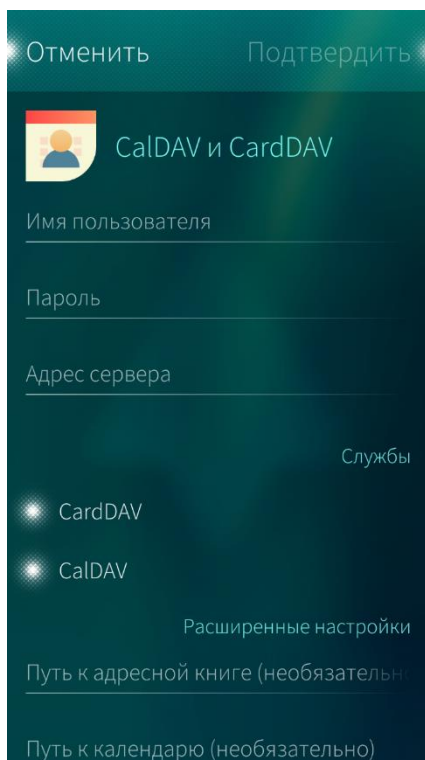 Отменить Подтвердить
CalDAV и CardDAV
Имя пользователя
Пароль
Адрес сервера
Службы
CardDAV
CalDAV
Расширенные настройки
Путь к адресной книге (необязательн
Путь к календарю (необязательно)